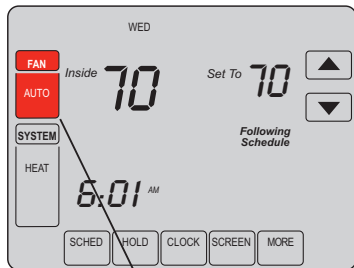 WED
FAN
AUTO
Inside 70
Set To 70
Following
Schedule
SYSTEM
HEAT
6:01 AM
SCHED HOLD CLOCK SCREEN MORE